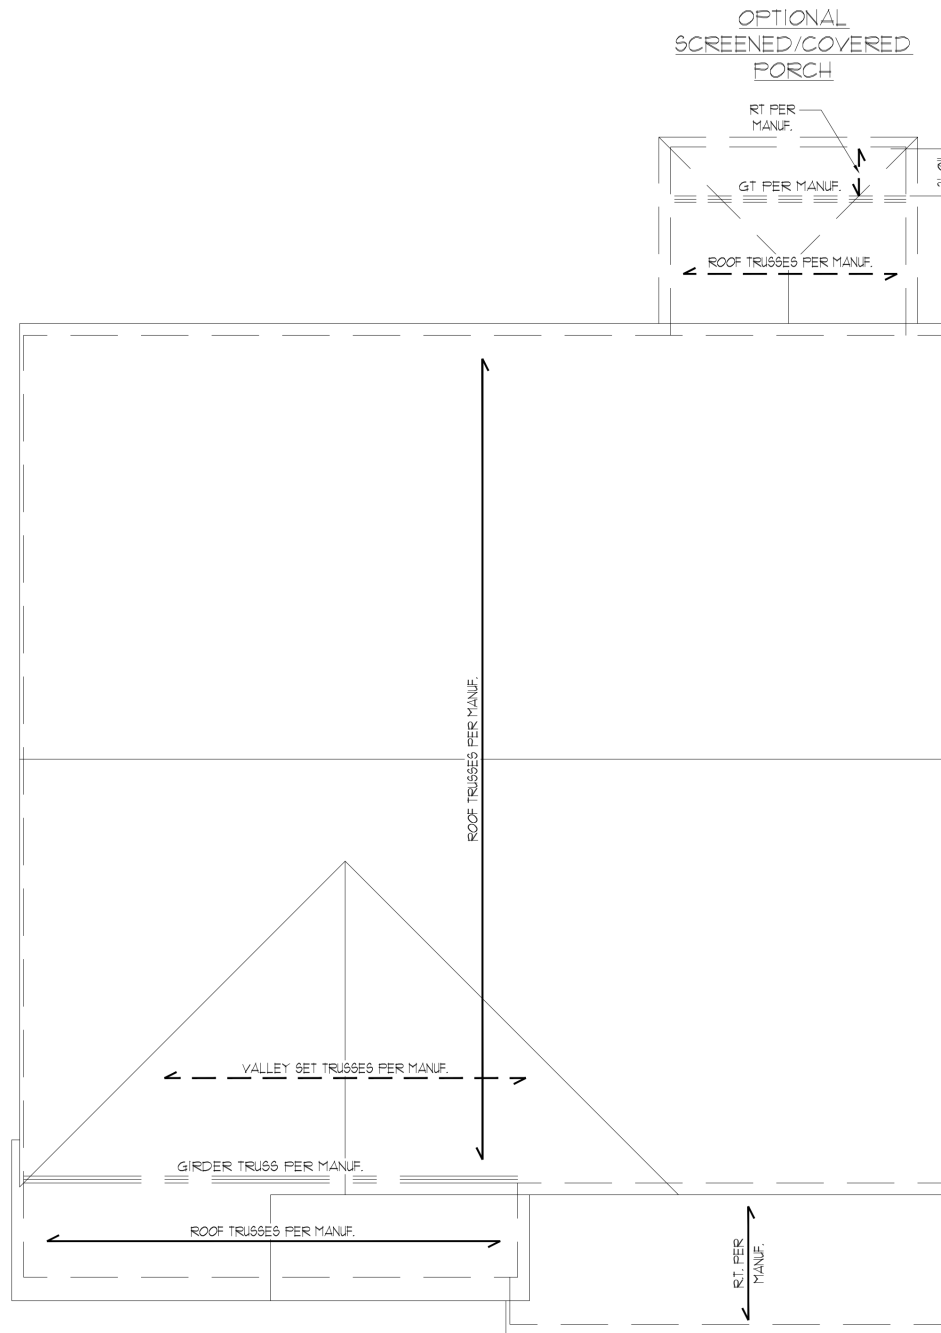 OPTIONAL
SCREENED/COVERED
PORCH
RT PER
MANUF.
GT PER MANUF.
ROOF TRUSSES PER MANUF.
ROOF TRUSSES PER MANUF.
VALLEY SET TRUSSES PER MANUF.
GIRDER TRUSS PER MANUF.
ROOF TRUSSES PER MANUF.
R.T. PER
MANUF.